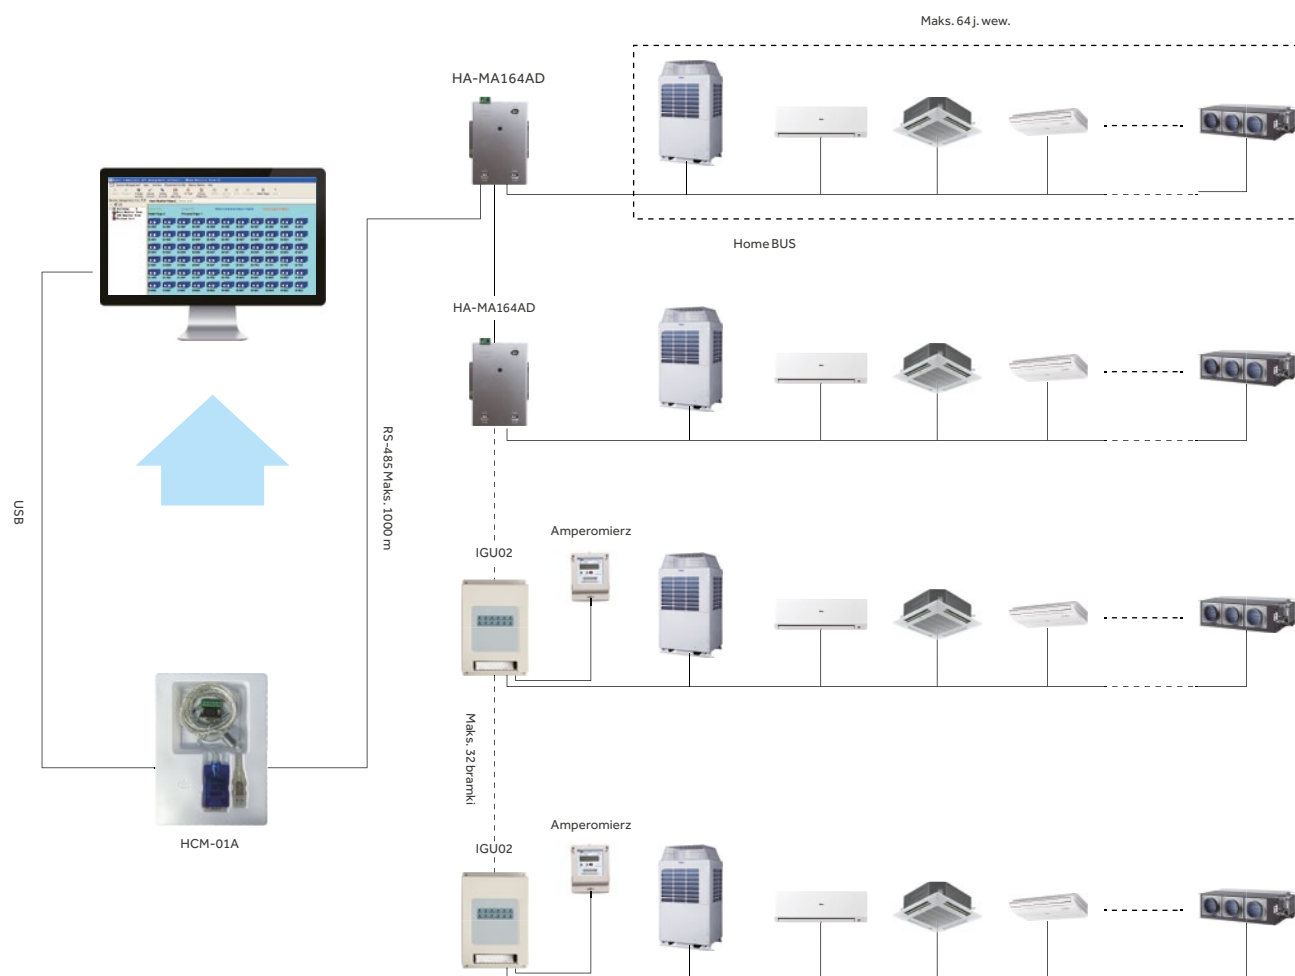 Maks. 64 j. wew.
HA-MA164AD
Home BUS
HA-MA164AD
RS-485 Maks. 1000 m
USB
Amperomierz
IGU02
Maks. 32 bramki
Amperomierz
IGU02
HCM-01A